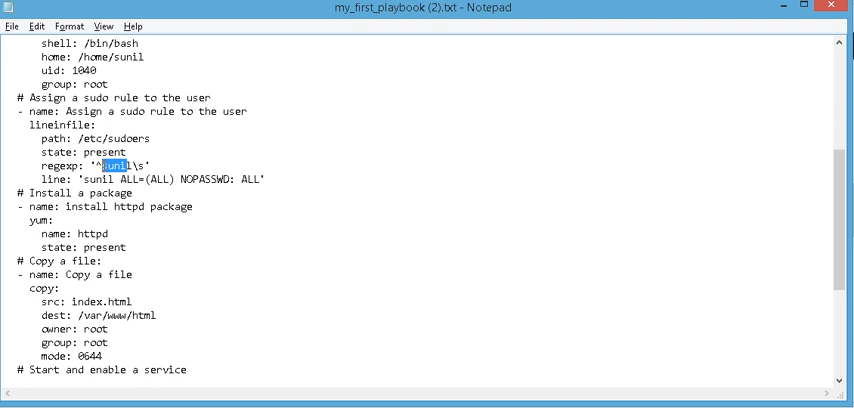 my_first_playbook (2).txt - Notepad
File Edit Format View Help
shell: /bin/bash
home: /home/sunil
uid: 1040
group: root
# Assign a sudo rule to the user
- name: Assign a sudo rule to the user
lineinfile:
path: /etc/sudoers
state: present
regexp: '^sunil\s'
line: 'sunil ALL=(ALL) NOPASSWD: ALL'
# Install a package
- name: install httpd package
yum:
name: httpd
state: present
# Copy a file:
- name: Copy a file
copy:
src: index.html
dest: /var/www/html
owner: root
group: root
mode: 0644
# Start and enable a service